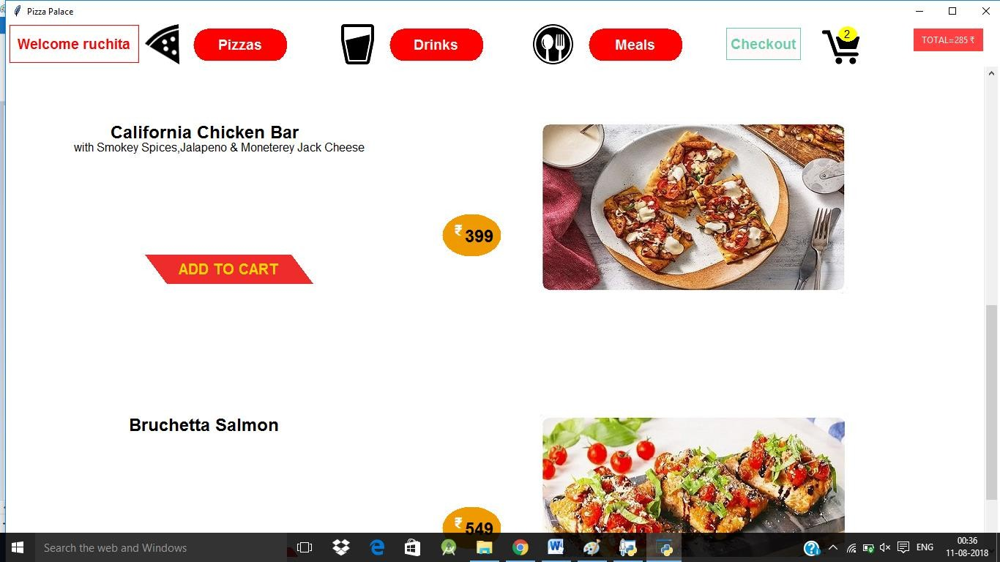 Pizza Palace
Welcome ruchita
Pizzas
Drinks
Meals
Checkout
2
TOTAL=285 ₹
California Chicken Bar
with Smokey Spices,Jalapeno & Moneterey Jack Cheese
₹ 399
ADD TO CART
Bruchetta Salmon
₹ 549
Search the web and Windows
ENG
00:36
11-08-2018